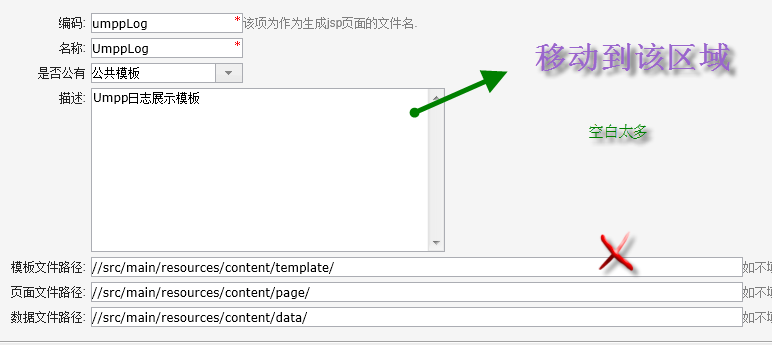 编码: umppLog * 该项为作为生成jsp页面的文件名.
名称: UmppLog *
是否公有 公共模板
描述: Umpp日志展示模板
移动到该区域
空白太多
模板文件路径: //src/main/resources/content/template/ 如不填
页面文件路径: //src/main/resources/content/page/ 如不填
数据文件路径: //src/main/resources/content/data/ 如不填